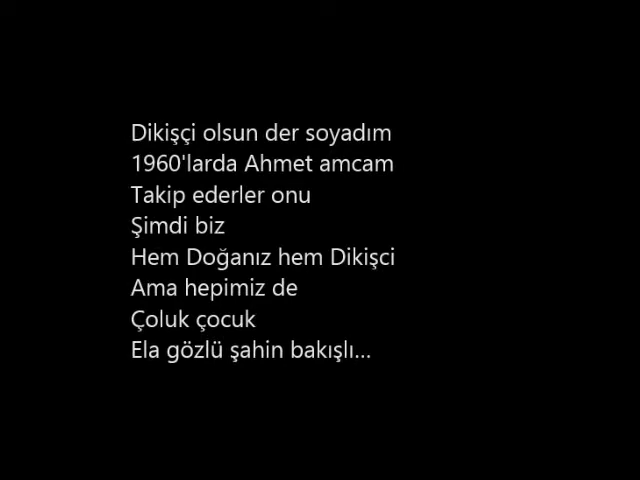 Dikişçi olsun der soyadım
1960'larda Ahmet amcam
Takip ederler onu
Şimdi biz
Hem Doğanız hem Dikişci
Ama hepimiz de
Çoluk çocuk
Ela gözlü şahin bakışlı...